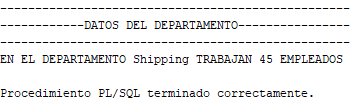 --------------------------------------------------
------------DATOS DEL DEPARTAMENTO----------------
--------------------------------------------------
EN EL DEPARTAMENTO Shipping TRABAJAN 45 EMPLEADOS
Procedimiento PL/SQL terminado correctamente.